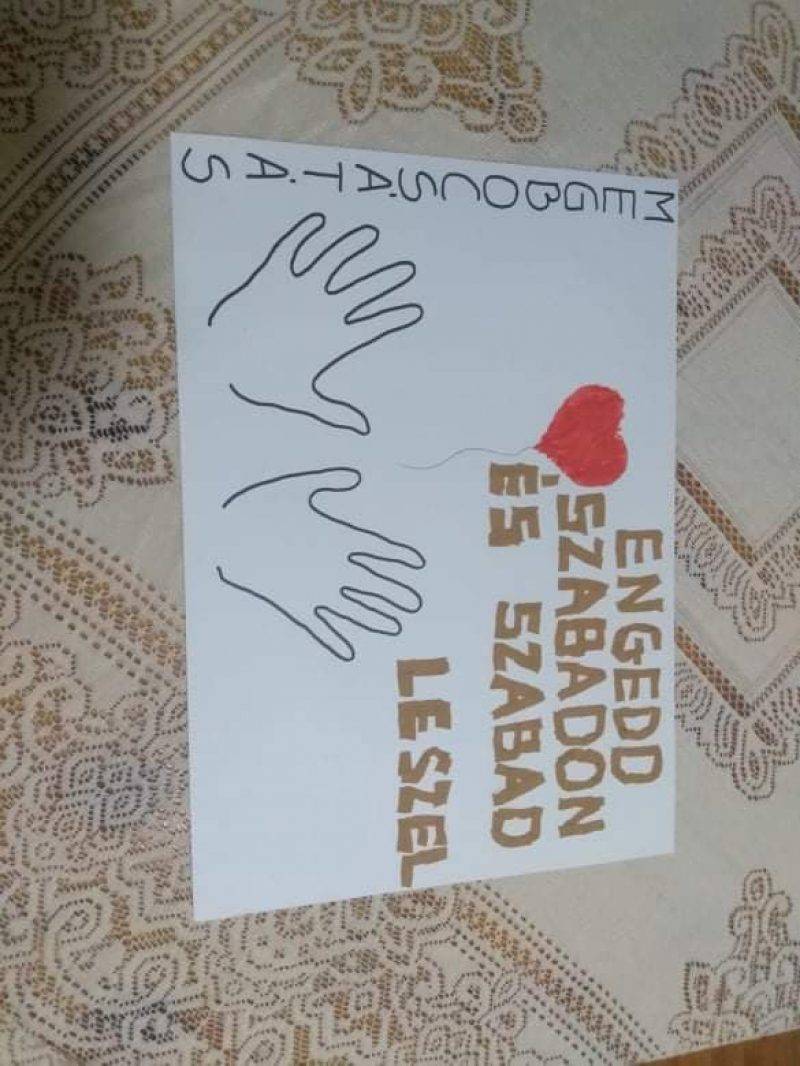 MEGBOCSÁTÁS
ENGEDD
SZABADON
ÉS SZABAD
LESZEL